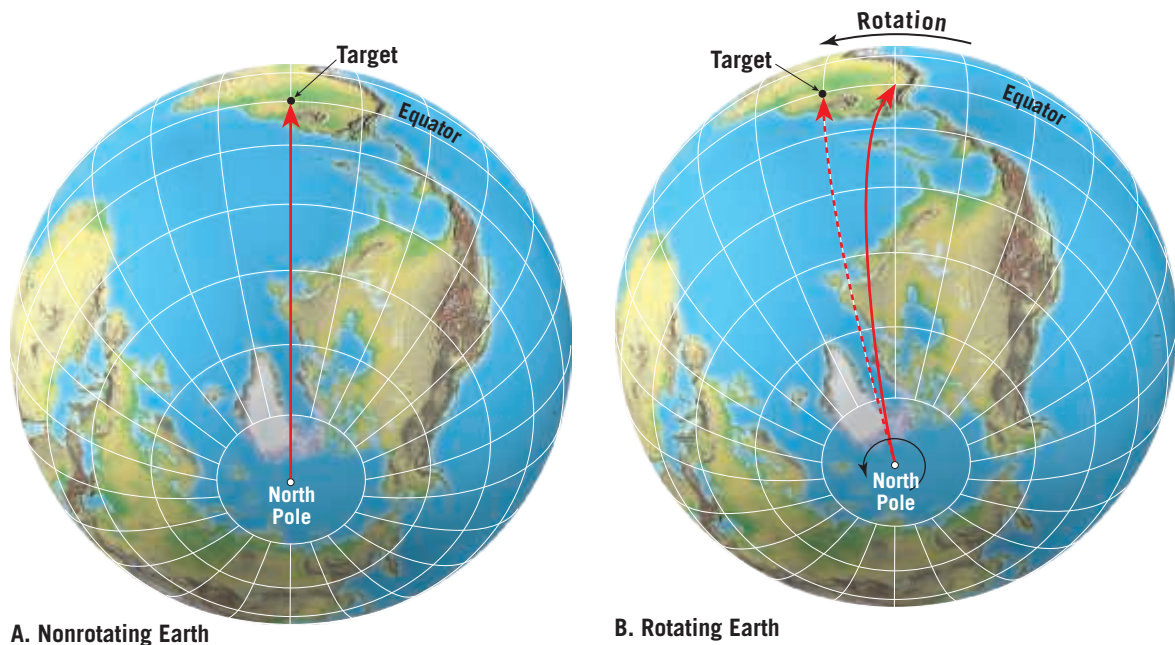 Target
Equator
North
Pole
A. Nonrotating Earth
Rotation
Target
Equator
North
Pole
B. Rotating Earth